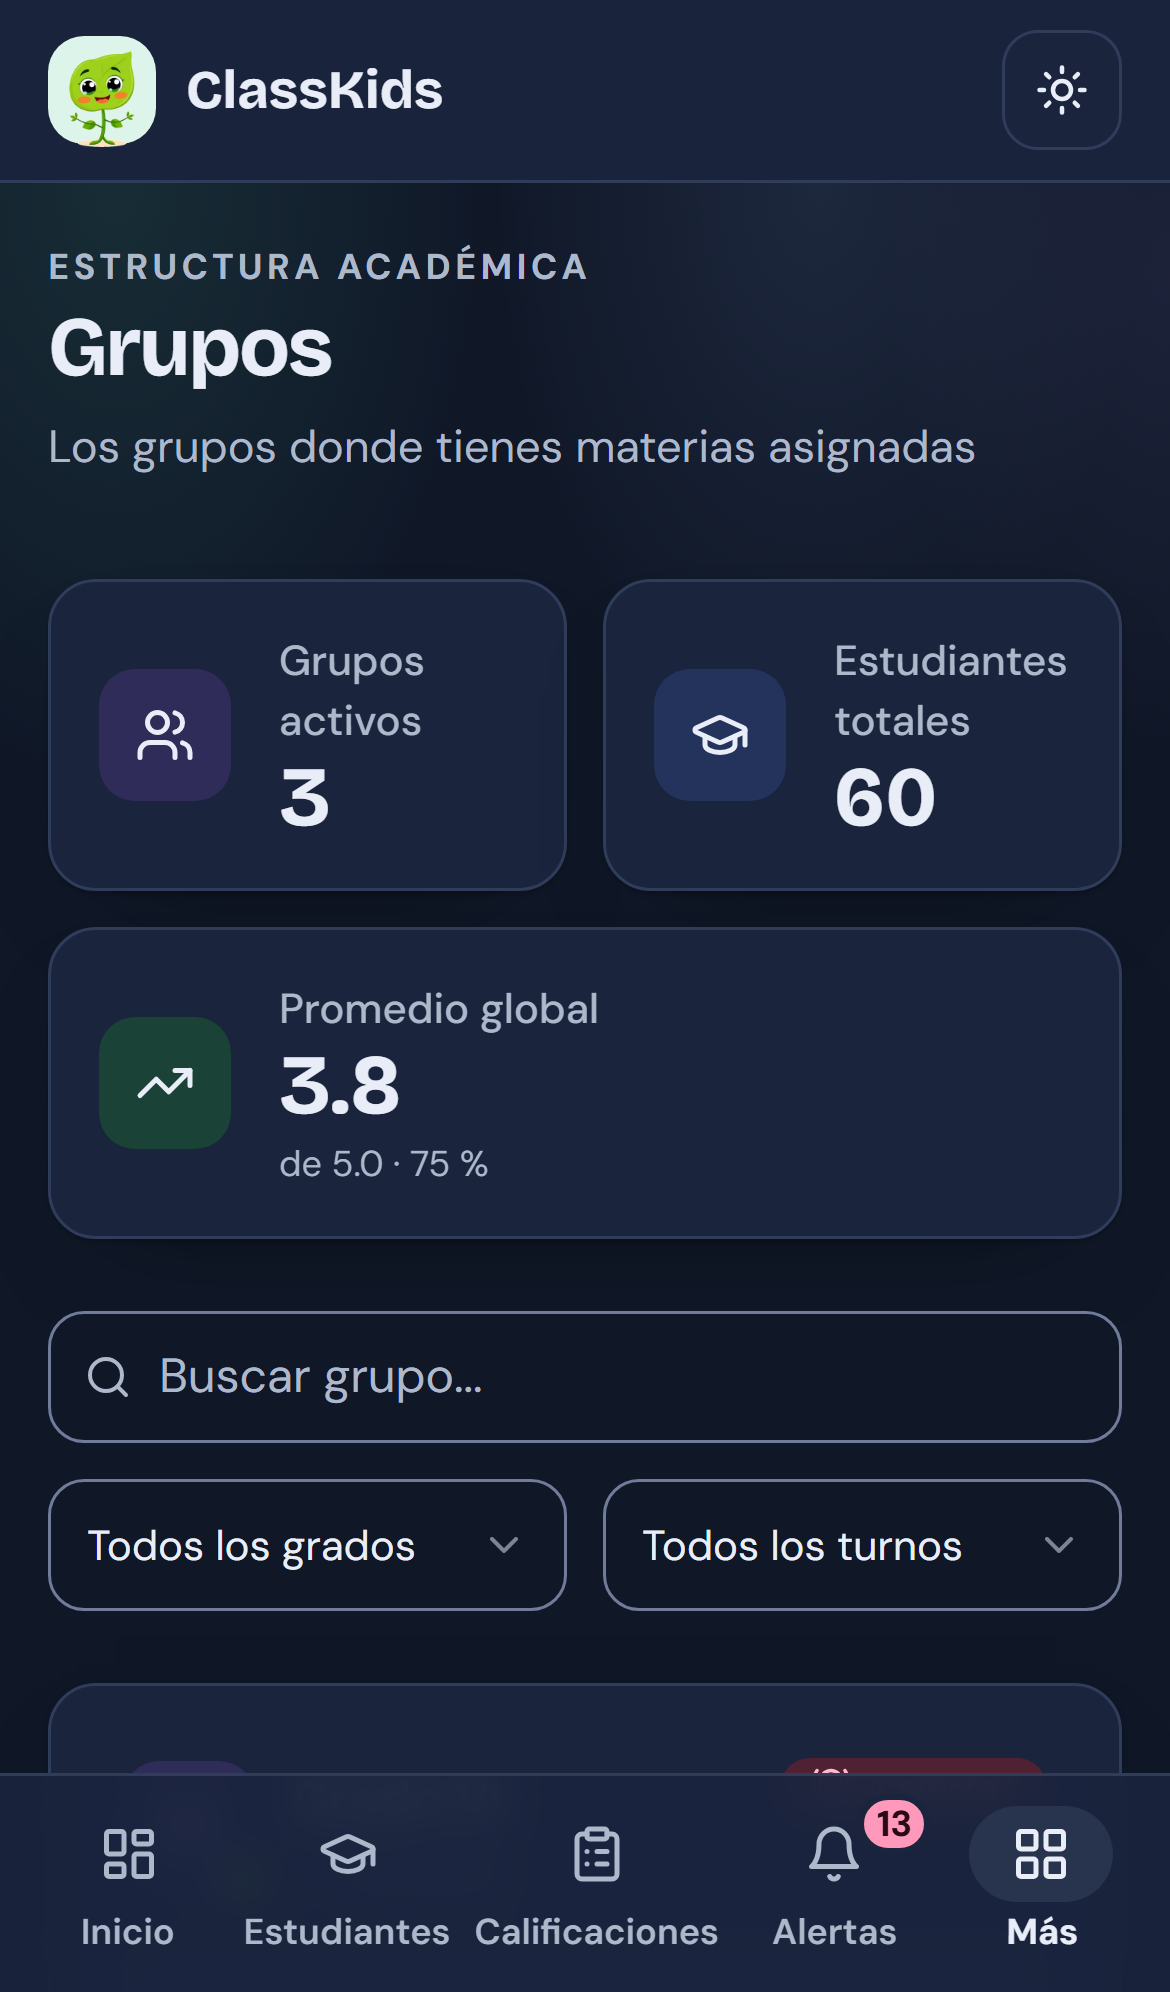 ClassKids
ESTRUCTURA ACADÉMICA
Grupos
Los grupos donde tienes materias asignadas
Grupos
activos
3
Estudiantes
totales
60
Promedio global
3.8
de 5.0 · 75 %
Buscar grupo...
Todos los grados
Todos los turnos
13
Inicio
Estudiantes
Calificaciones
Alertas
Más